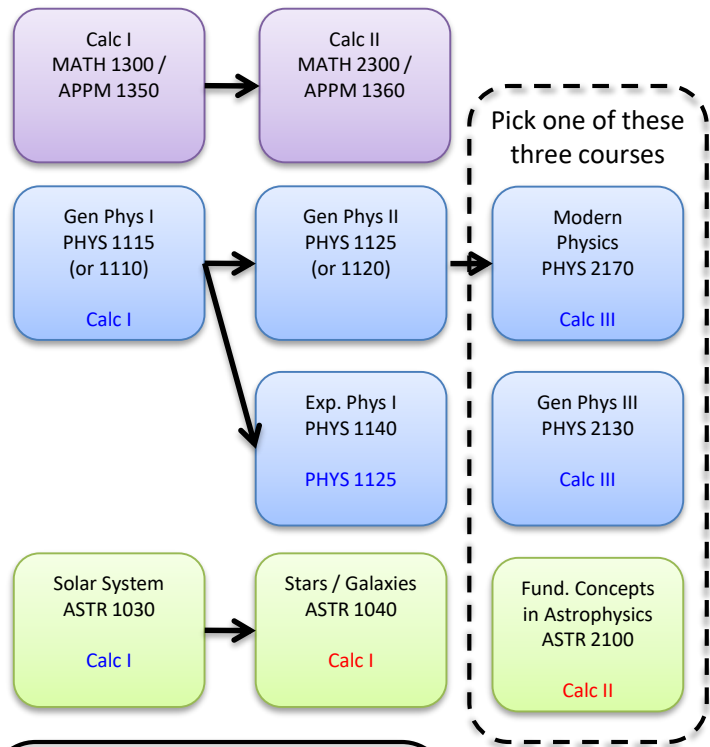 Calc I
MATH 1300 /
APPM 1350
Calc II
MATH 2300 /
APPM 1360
Pick one of these
three courses
Gen Phys I
PHYS 1115
(or 1110)
Calc I
Gen Phys II
PHYS 1125
(or 1120)
Modern
Physics
PHYS 2170
Calc III
Exp. Phys I
PHYS 1140
PHYS 1125
Gen Phys III
PHYS 2130
Calc III
Solar System
ASTR 1030
Calc I
Stars / Galaxies
ASTR 1040
Calc I
Fund. Concepts
in Astrophysics
ASTR 2100
Calc II